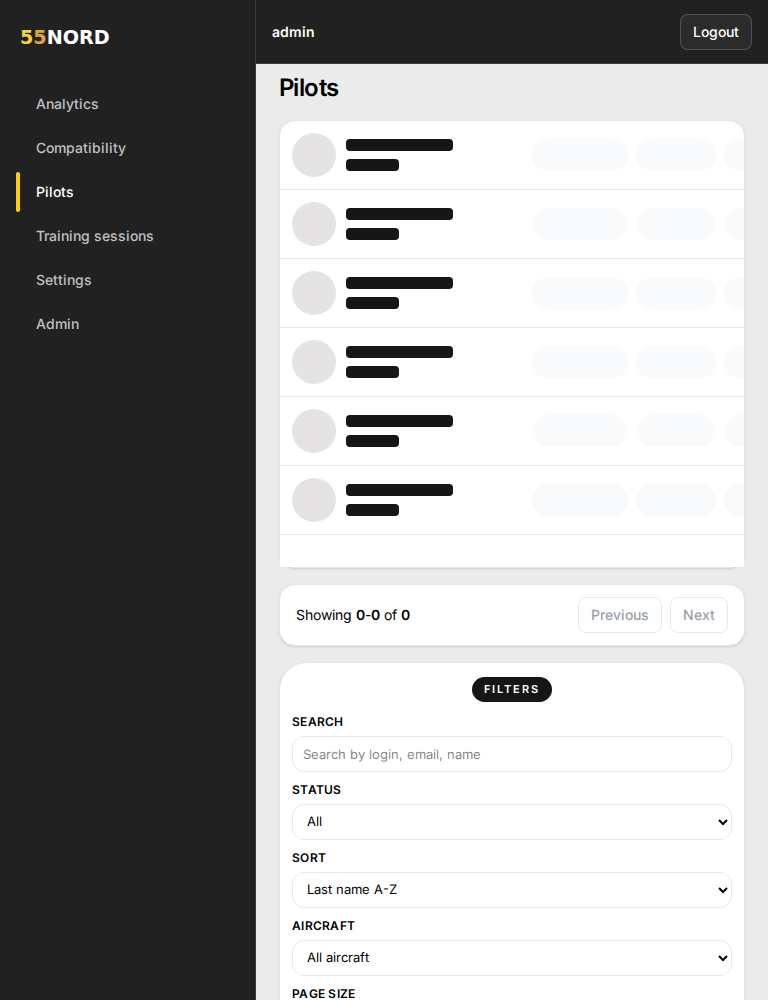 55NORD
admin
Logout
Analytics
Compatibility
Pilots
Training sessions
Settings
Admin
Pilots
Showing 0-0 of 0
Previous
Next
FILTERS
SEARCH
Search by login, email, name
STATUS
All
SORT
Last name A-Z
AIRCRAFT
All aircraft
PAGE SIZE